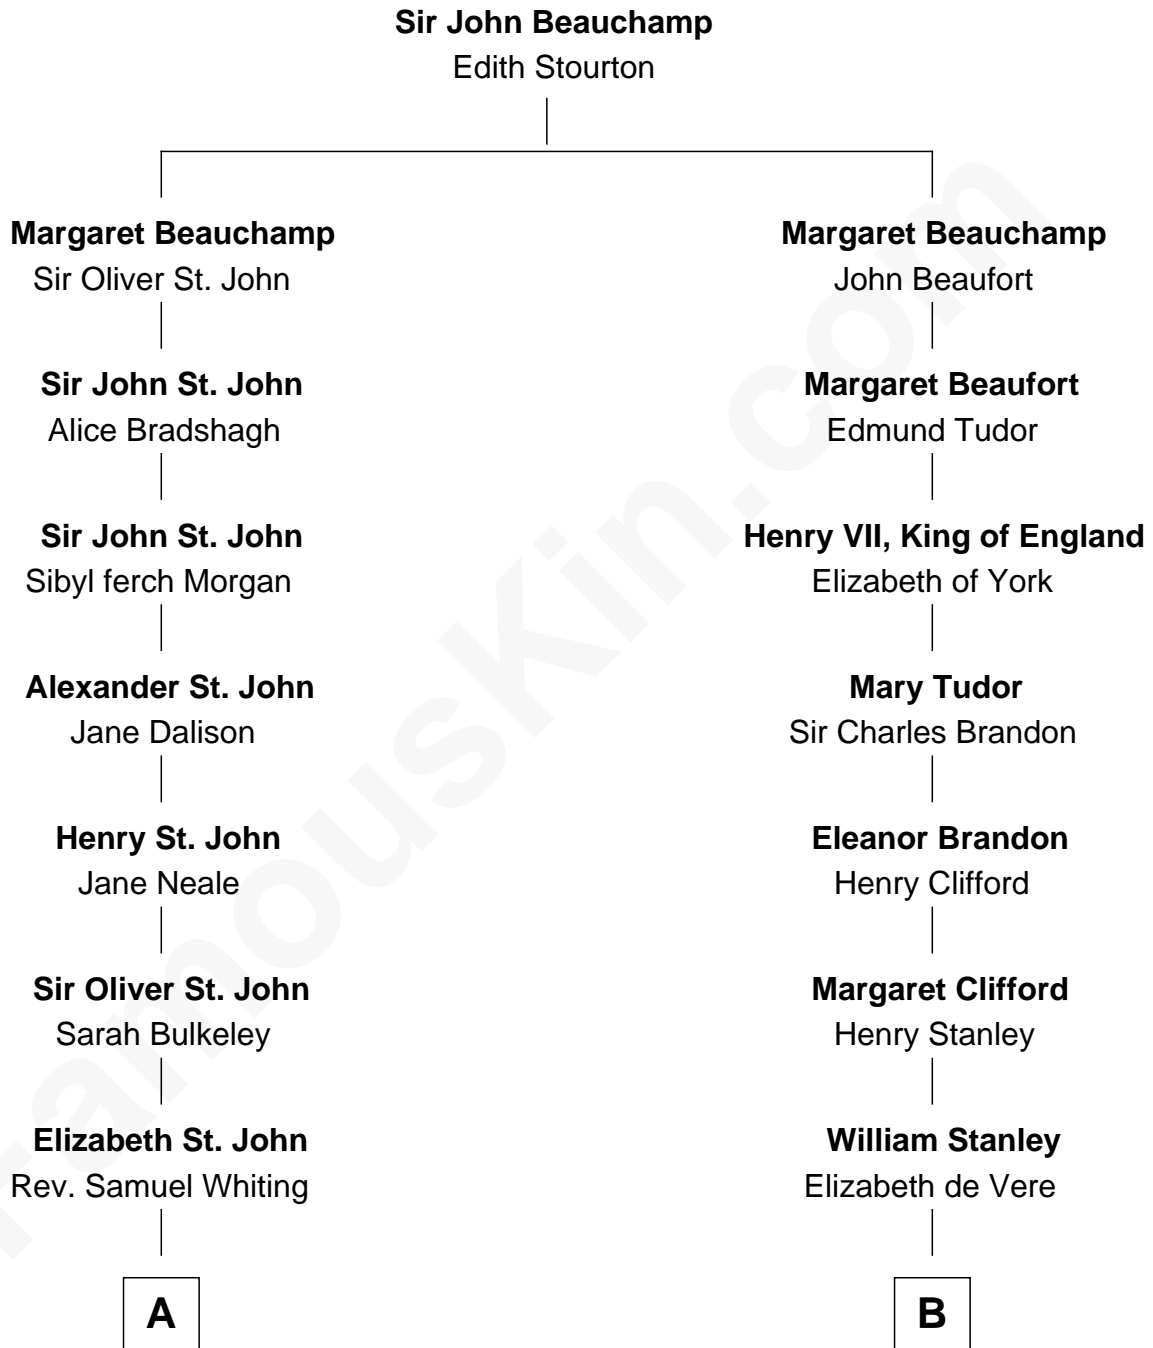 Sir John Beauchamp
Edith Stourton
Margaret Beauchamp
Sir Oliver St. John
Margaret Beauchamp
John Beaufort
Sir John St. John
Alice Bradshagh
Margaret Beaufort
Edmund Tudor
Sir John St. John
Sibyl ferch Morgan
Henry VII, King of England
Elizabeth of York
Alexander St. John
Jane Dalison
Mary Tudor
Sir Charles Brandon
Henry St. John
Jane Neale
Eleanor Brandon
Henry Clifford
Sir Oliver St. John
Sarah Bulkeley
Margaret Clifford
Henry Stanley
Elizabeth St. John
Rev. Samuel Whiting
William Stanley
Elizabeth de Vere
A
B
FamousKin.com